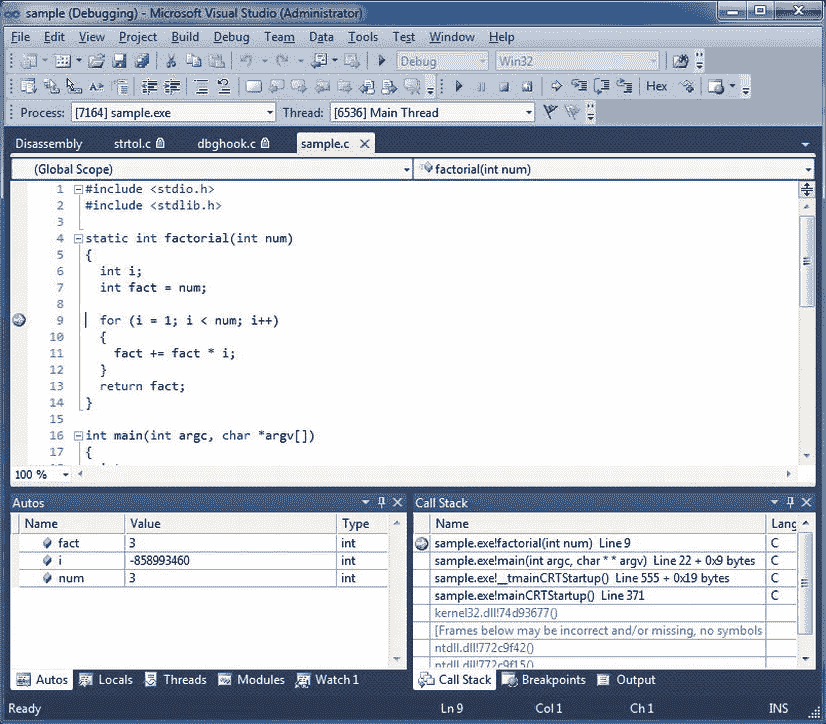 sample (Debugging) - Microsoft Visual Studio (Administrator)
File Edit View Project Build Debug Team Data Tools Test Window Help
Debug Win32
Hex
Process: [7164] sample.exe Thread: [6536] Main Thread
Disassembly strtol.c dbghook.c sample.c
(Global Scope) factorial(int num)
1 #include <stdio.h>
2 #include <stdlib.h>
3
4 static int factorial(int num)
5 {
6 int i;
7 int fact = num;
8
9 for (i = 1; i < num; i++)
10 {
11 fact += fact * i;
12 }
13 return fact;
14 }
15
16 int main(int argc, char *argv[])
17 {
100 %
Autos
Name Value Type
fact 3 int
i -858993460 int
num 3 int
Call Stack
Name Lang
sample.exe!factorial(int num) Line 9 C
sample.exe!main(int argc, char * * argv) Line 22 + 0x9 bytes C
sample.exe!__tmainCRTStartup() Line 555 + 0x19 bytes C
sample.exe!mainCRTStartup() Line 371 C
kernel32.dll!74d93677()
[Frames below may be incorrect and/or missing, no symbols
ntdll.dll!772c9f42()
ntdll.dll!772c9f15()
Autos Locals Threads Modules Watch 1
Call Stack Breakpoints Output
Ready Ln 9 Col 1 Ch 1 INS